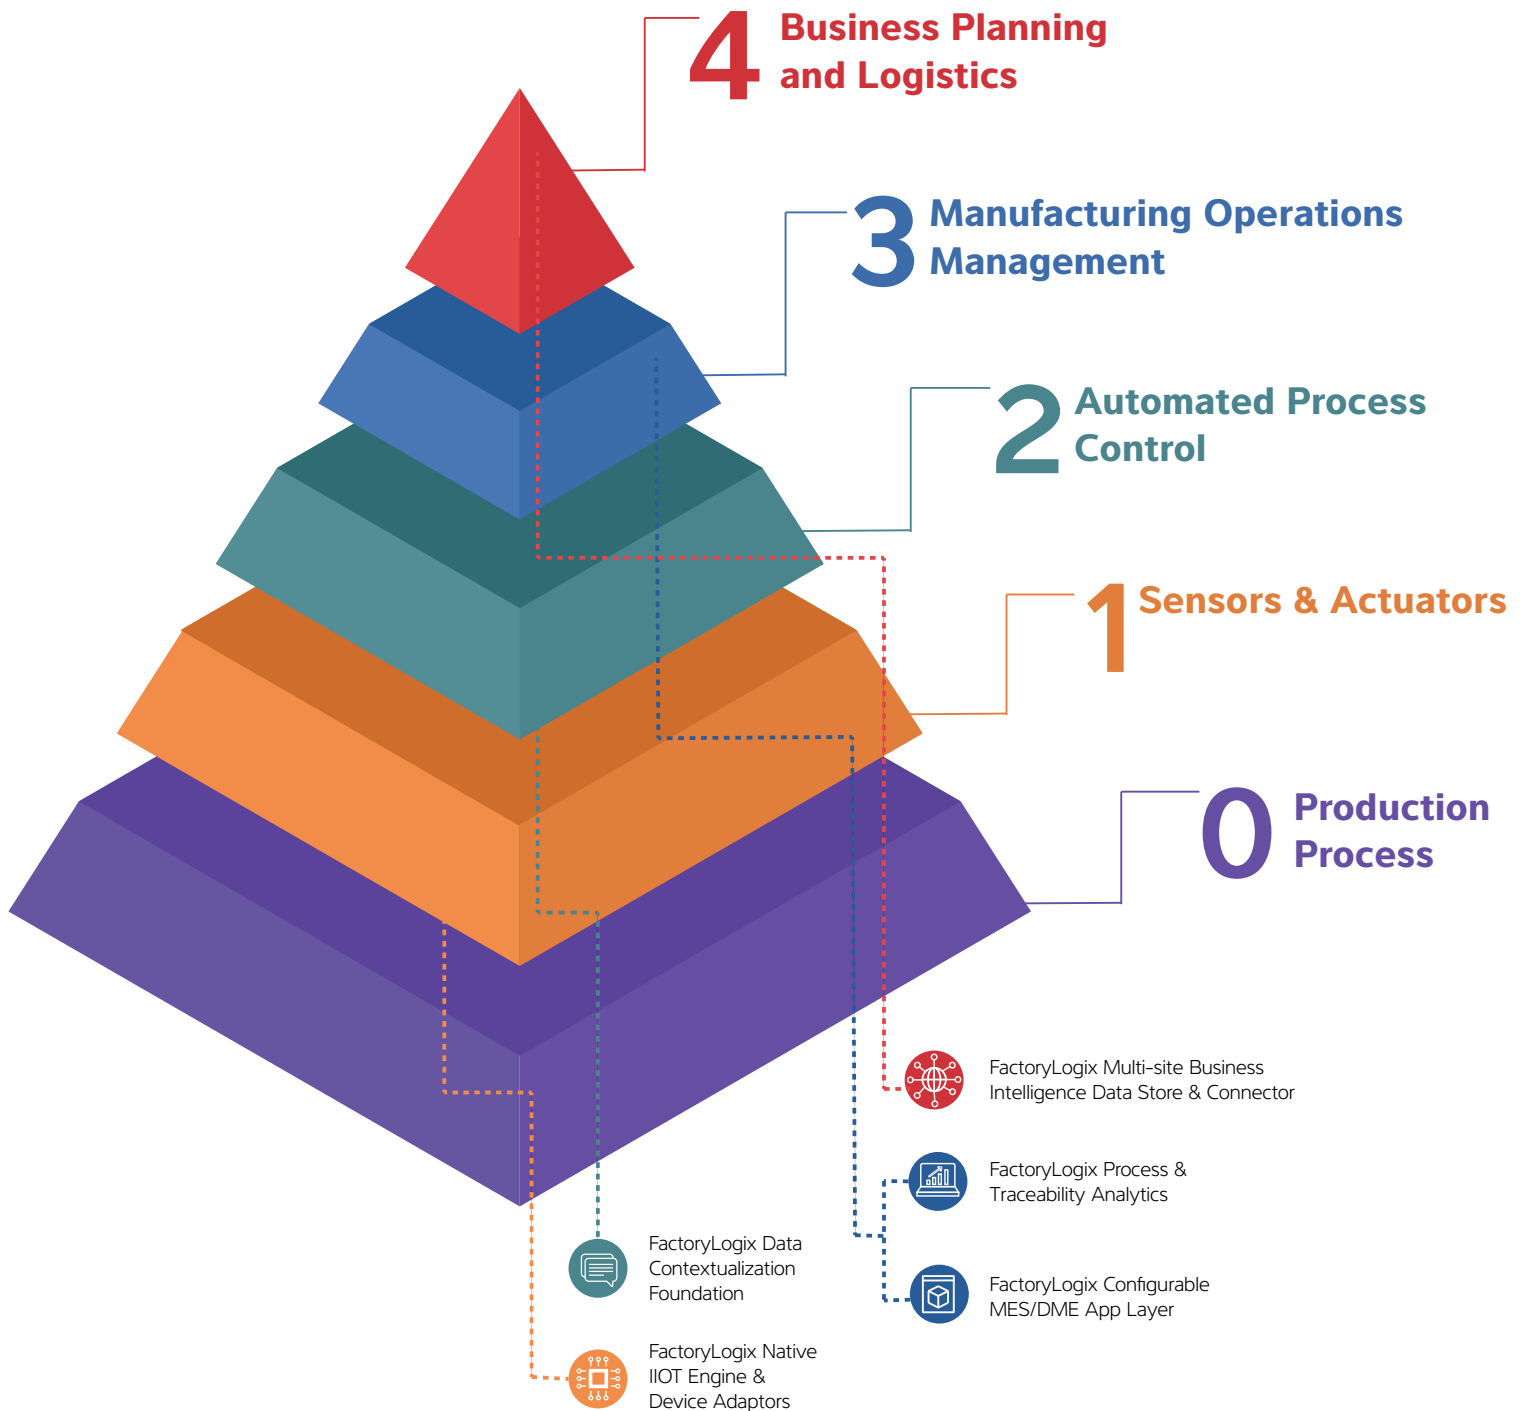 4
Business Planning
and Logistics
3
Manufacturing Operations
Management
2
Automated Process
Control
1
Sensors & Actuators
0
Production
Process
FactoryLogix Multi-site Business
Intelligence Data Store & Connector
FactoryLogix Process &
Traceability Analytics
FactoryLogix Data
Contextualization
Foundation
FactoryLogix Configurable
MES/DME App Layer
FactoryLogix Native
IIOT Engine &
Device Adaptors